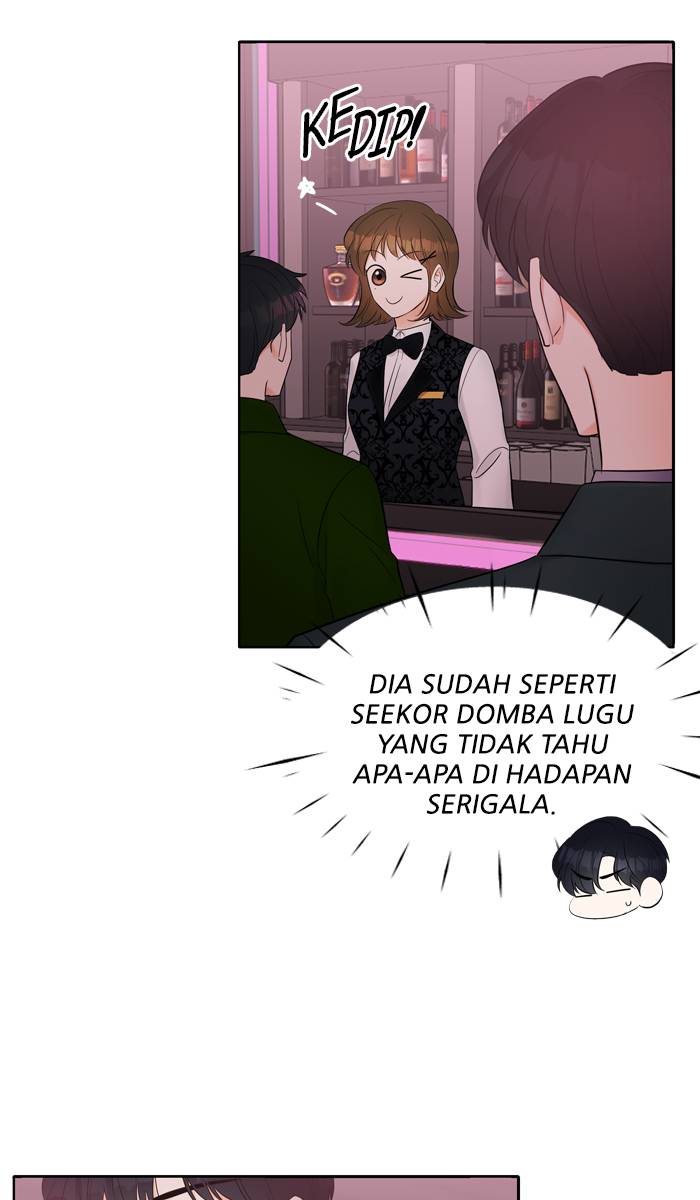 KEDIP!
DIA SUDAH SEPERTI
SEEKOR DOMBA LUGU
YANG TIDAK TAHU
APA-APA DI HADAPAN
SERIGALA.